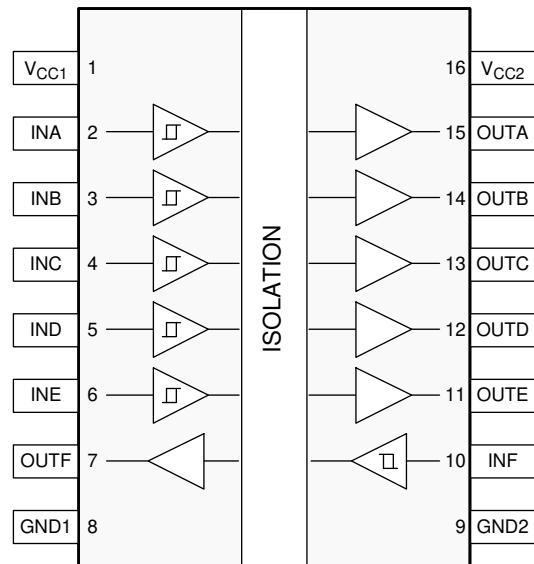 VCC1 1 16 VCC2
INA 2 15 OUTA
INB 3 14 OUTB
INC 4 13 OUTC
IND 5 12 OUTD
INE 6 11 OUTE
OUTF 7 10 INF
GND1 8 9 GND2
ISOLATION